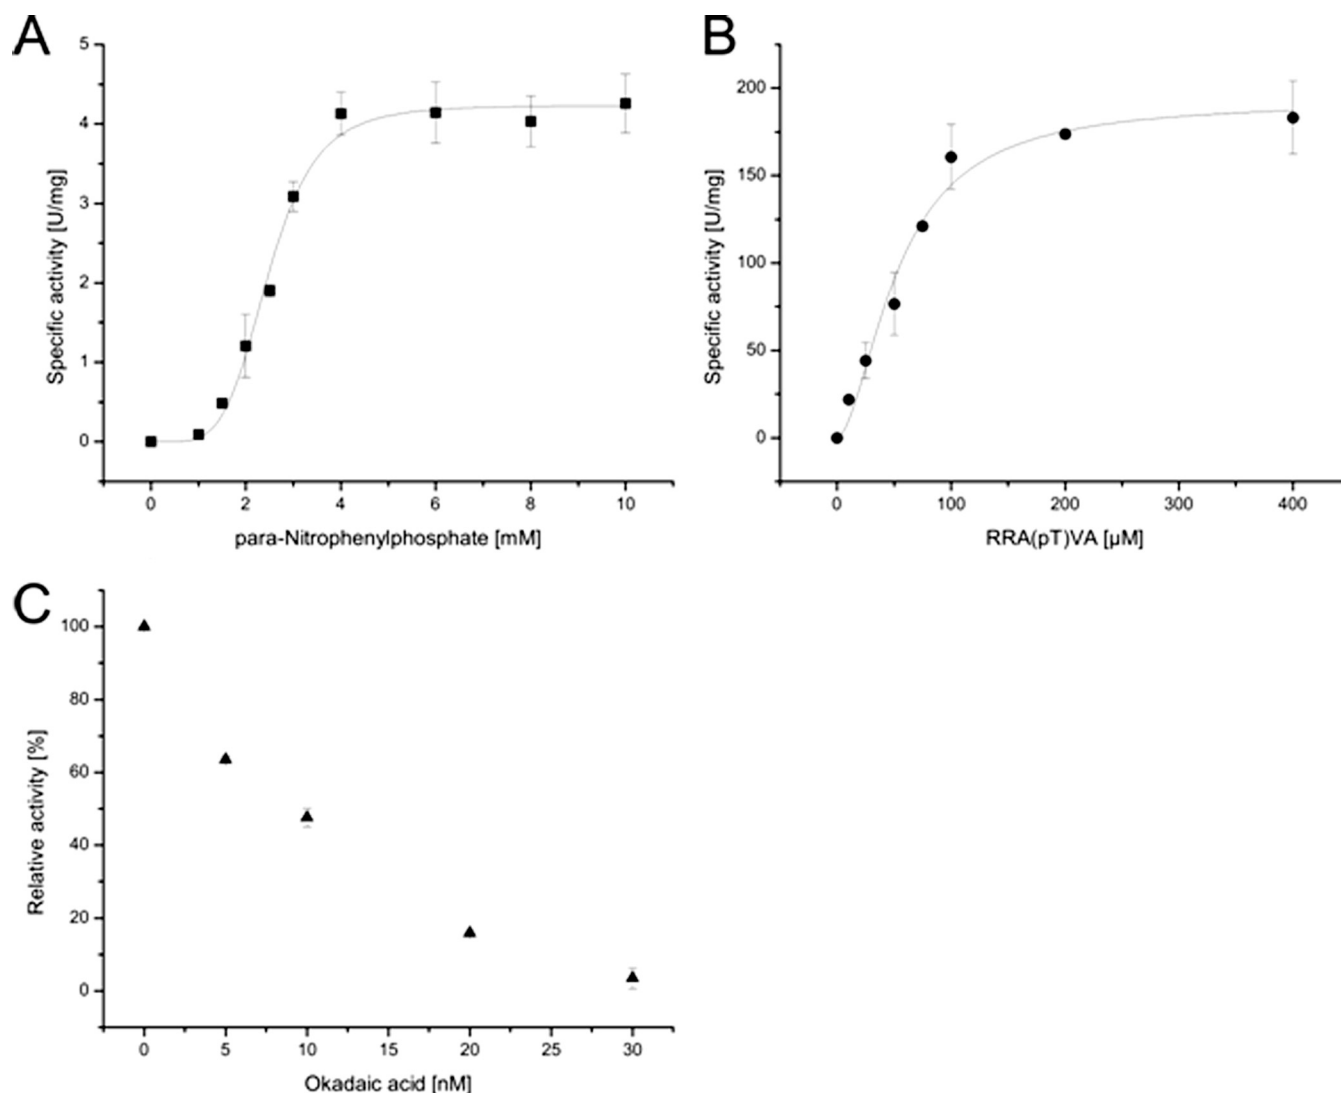 A
Specific activity [U/mg]
5
4
3
2
1
0
0 2 4 6 8 10
para-Nitrophenylphosphate [mM]
B
Specific activity [U/mg]
200
150
100
50
0
0 100 200 300 400
RRA(pT)VA [µM]
C
Relative activity [%]
100
80
60
40
20
0
0 5 10 15 20 25 30
Okadaic acid [nM]